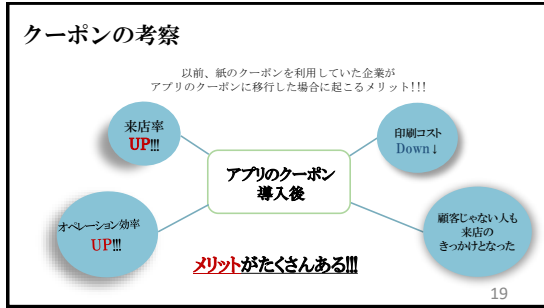 クーポンの考察
以前、紙のクーポンを利用していた企業が
アプリのクーポンに移行した場合に起こるメリット!!!
来店率
UP!!!
印刷コスト
Down↓
アプリのクーポン
導入後
オペレーション効率
UP!!!
顧客じゃない人も
来店の
きっかけとなった
メリットがたくさんある!!!
19